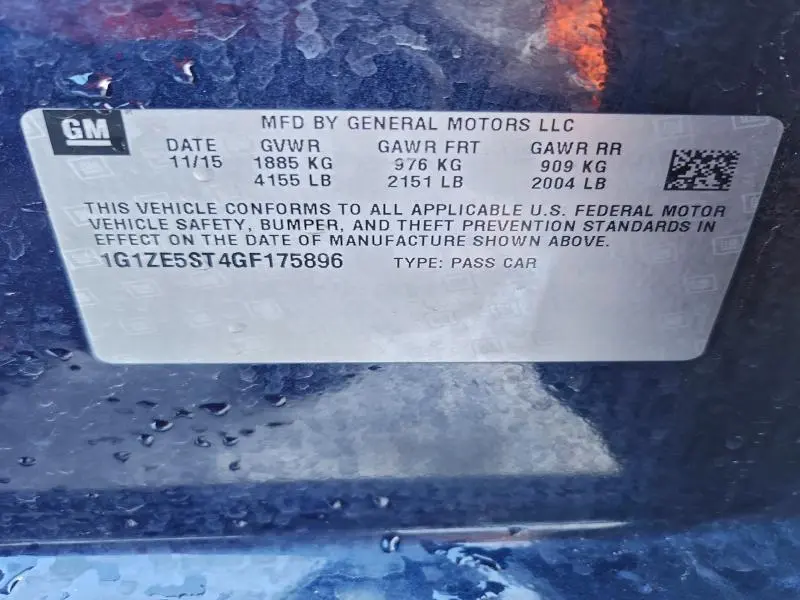 GM
MFD BY GENERAL MOTORS LLC
DATE GVWR GAWR FRT GAWR RR
11/15 1885 KG 976 KG 909 KG
4155 LB 2151 LB 2004 LB
THIS VEHICLE CONFORMS TO ALL APPLICABLE U.S. FEDERAL MOTOR
VEHICLE SAFETY, BUMPER, AND THEFT PREVENTION STANDARDS IN
EFFECT ON THE DATE OF MANUFACTURE SHOWN ABOVE.
1G1ZE5ST4GF175896 TYPE: PASS CAR